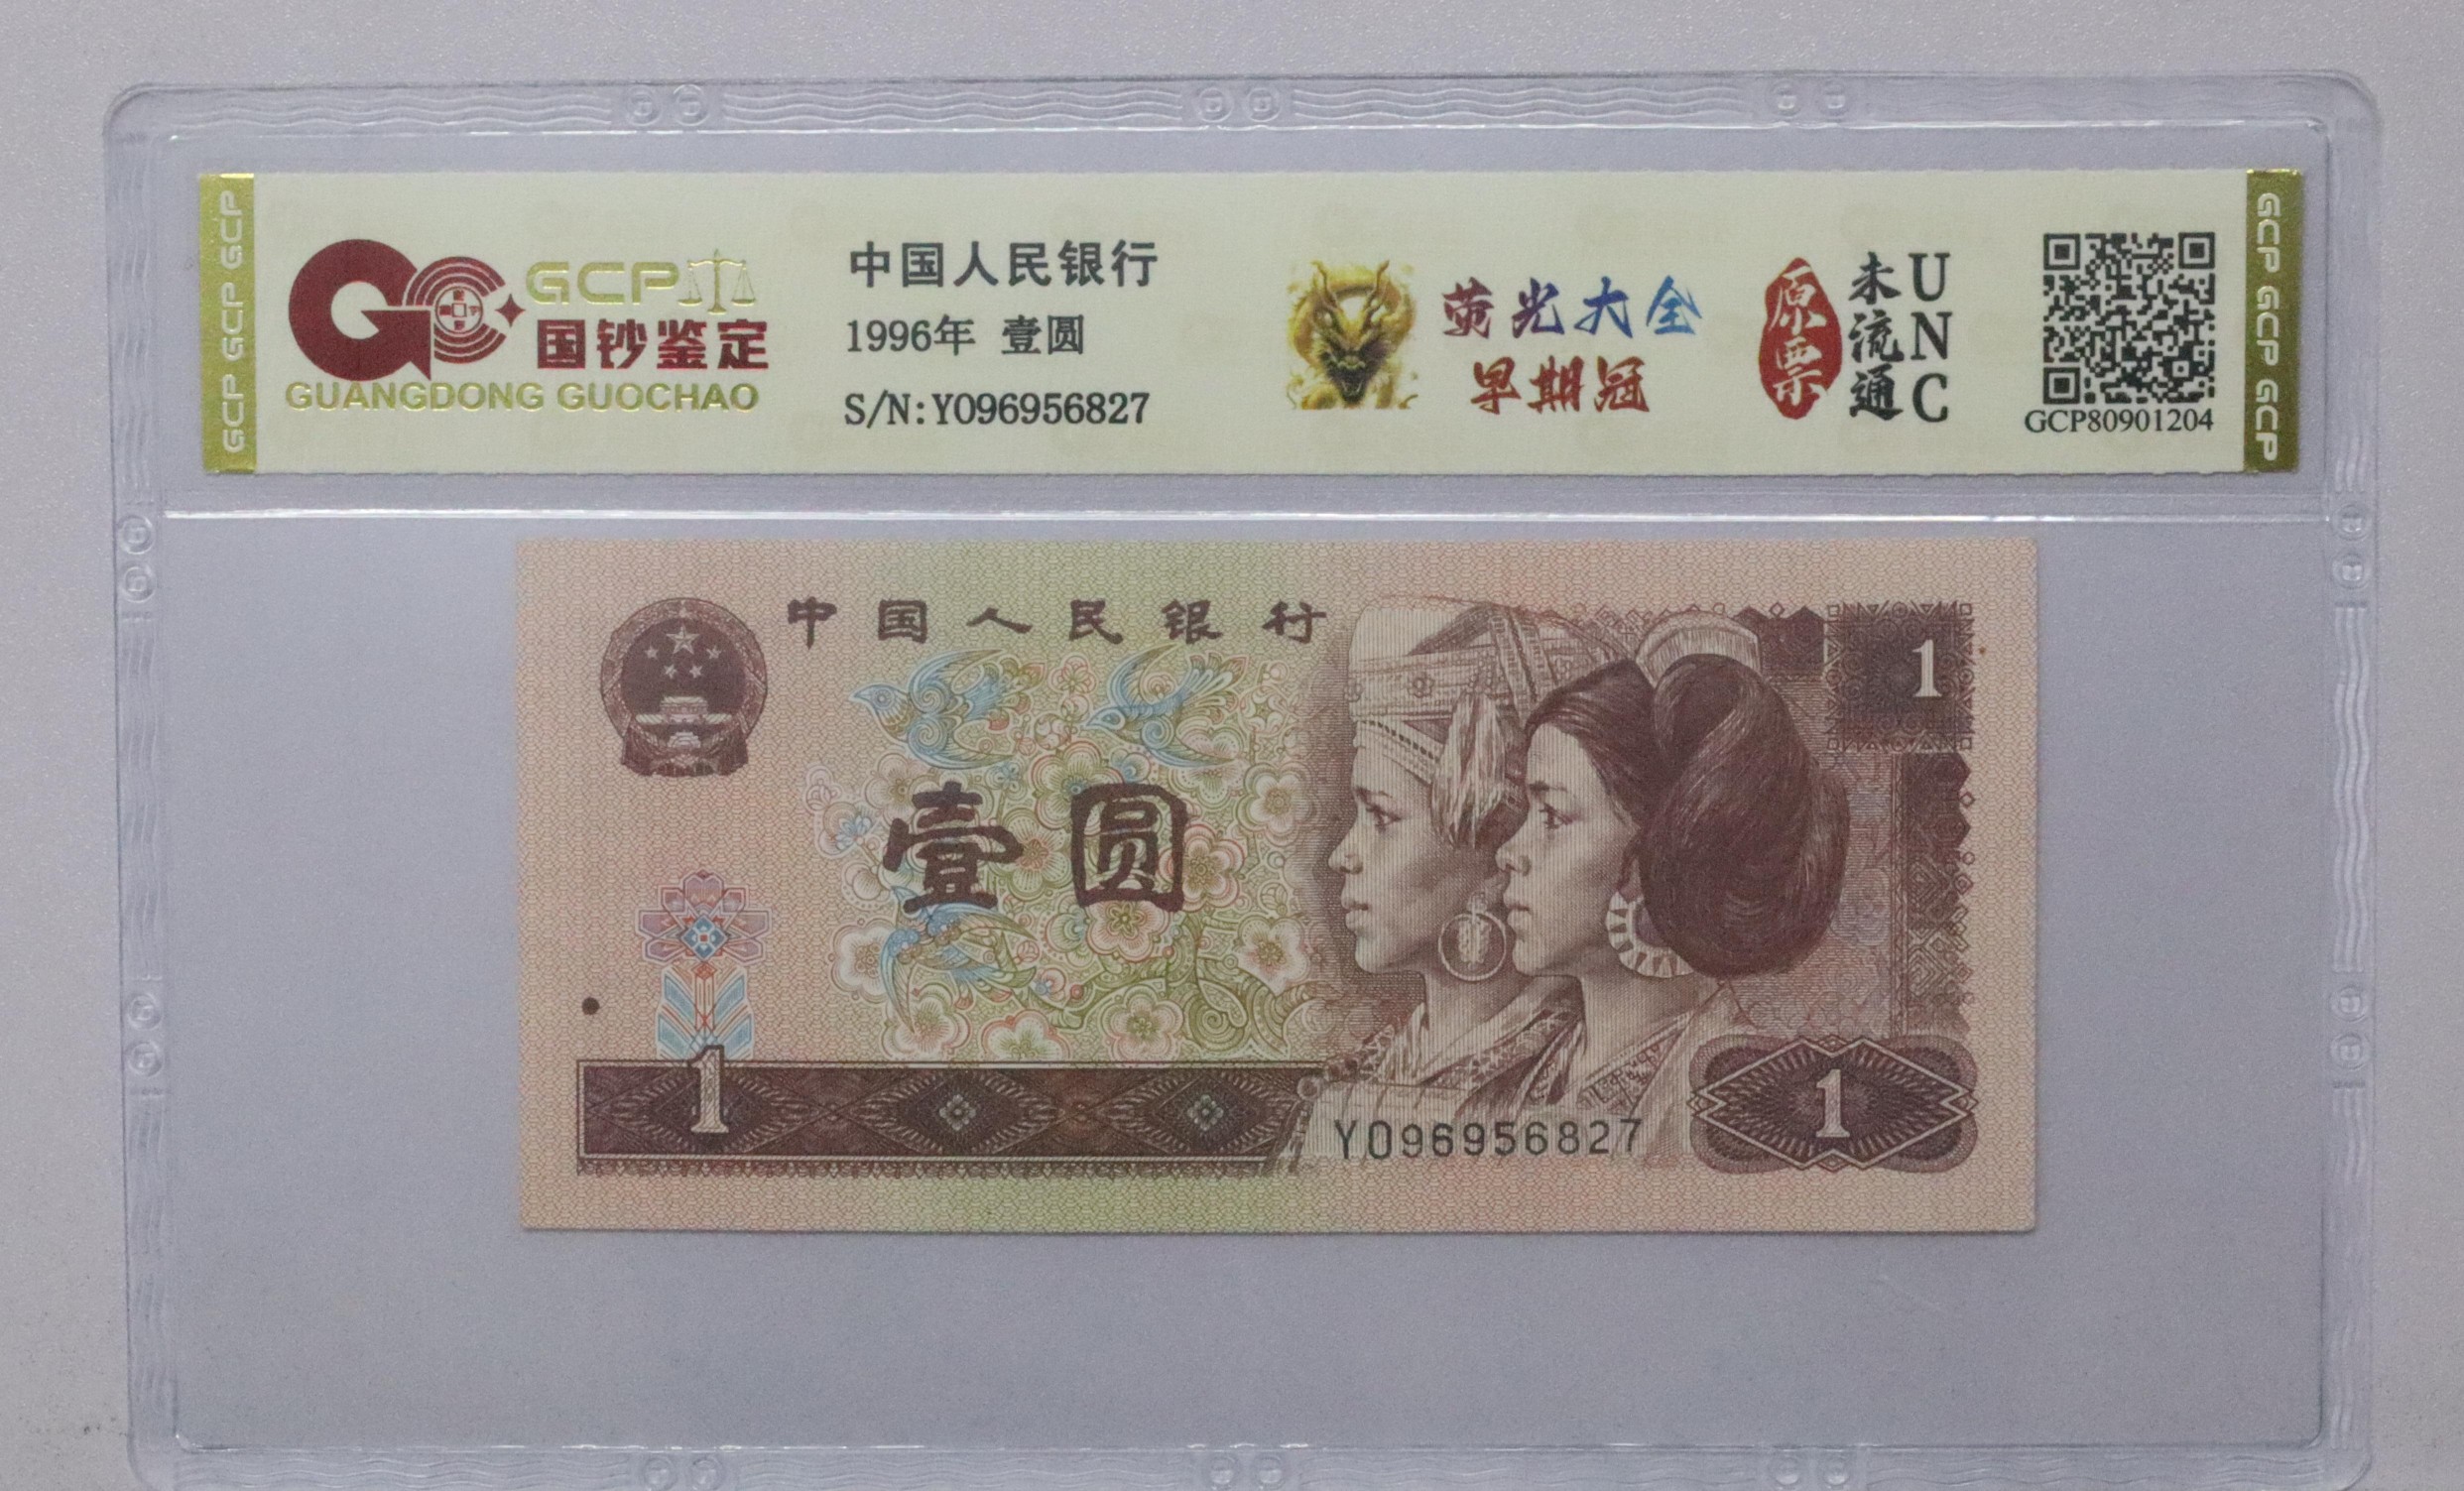 GCP GCP GCP
GCP
国钞鉴定
GUANGDONG GUOCHAO
中国人民银行
1996年 壹圆
S/N:Y096956827
荧光大全
早期冠
原票
未流通
UNC
GCP80901204
GCP GCP GCP
中国人民银行
1
壹圆
1
Y096956827
1